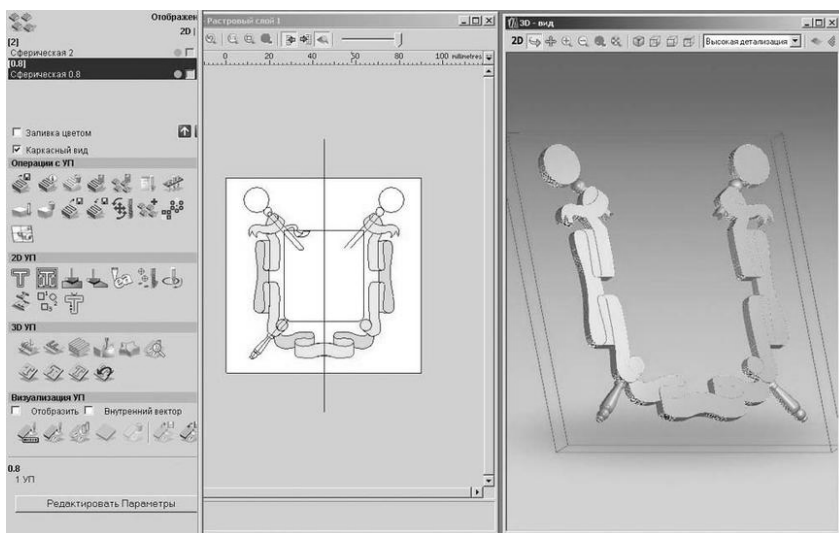 Отображен
2D |
[2]
Сферическая 2
[0.8]
Сферическая 0.8
Заливка цветом
Каркасный вид
Операции с УП
2D УП
3D УП
Визуализация УП
Отобразить Внутренний вектор
0.8
1 УП
Редактировать Параметры
Растровый слой 1
0 20 40 60 80 100 millimetres
3D - вид
2D Высокая детализация